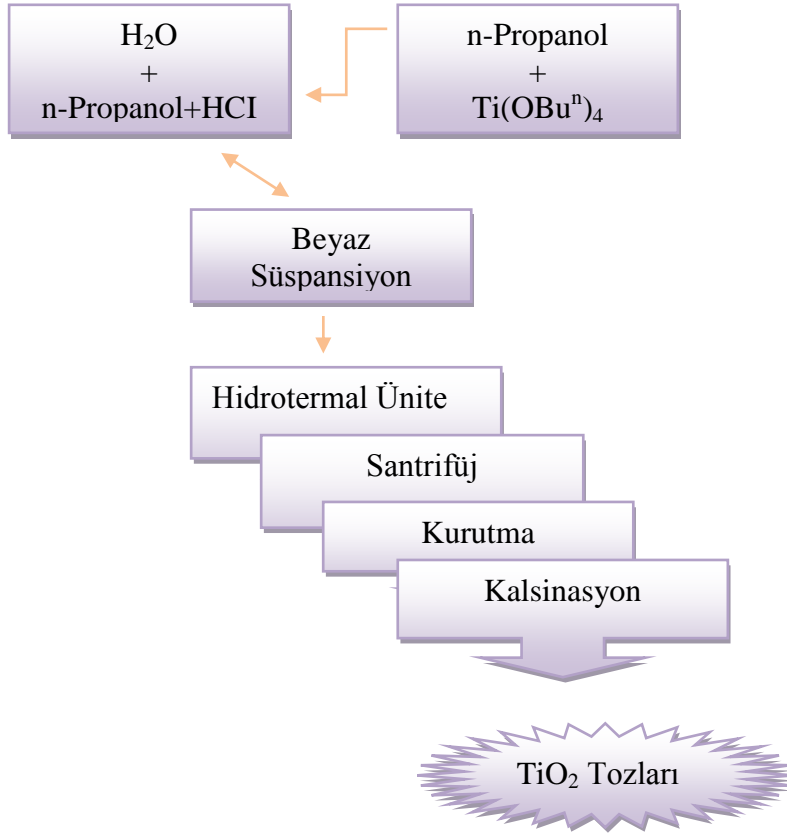 H₂O
+
n-Propanol+HCI
n-Propanol
+
Ti(OBuⁿ)₄
Beyaz
Süspansiyon
Hidrotermal Ünite
Santrifüj
Kurutma
Kalsinasyon
TiO₂ Tozları